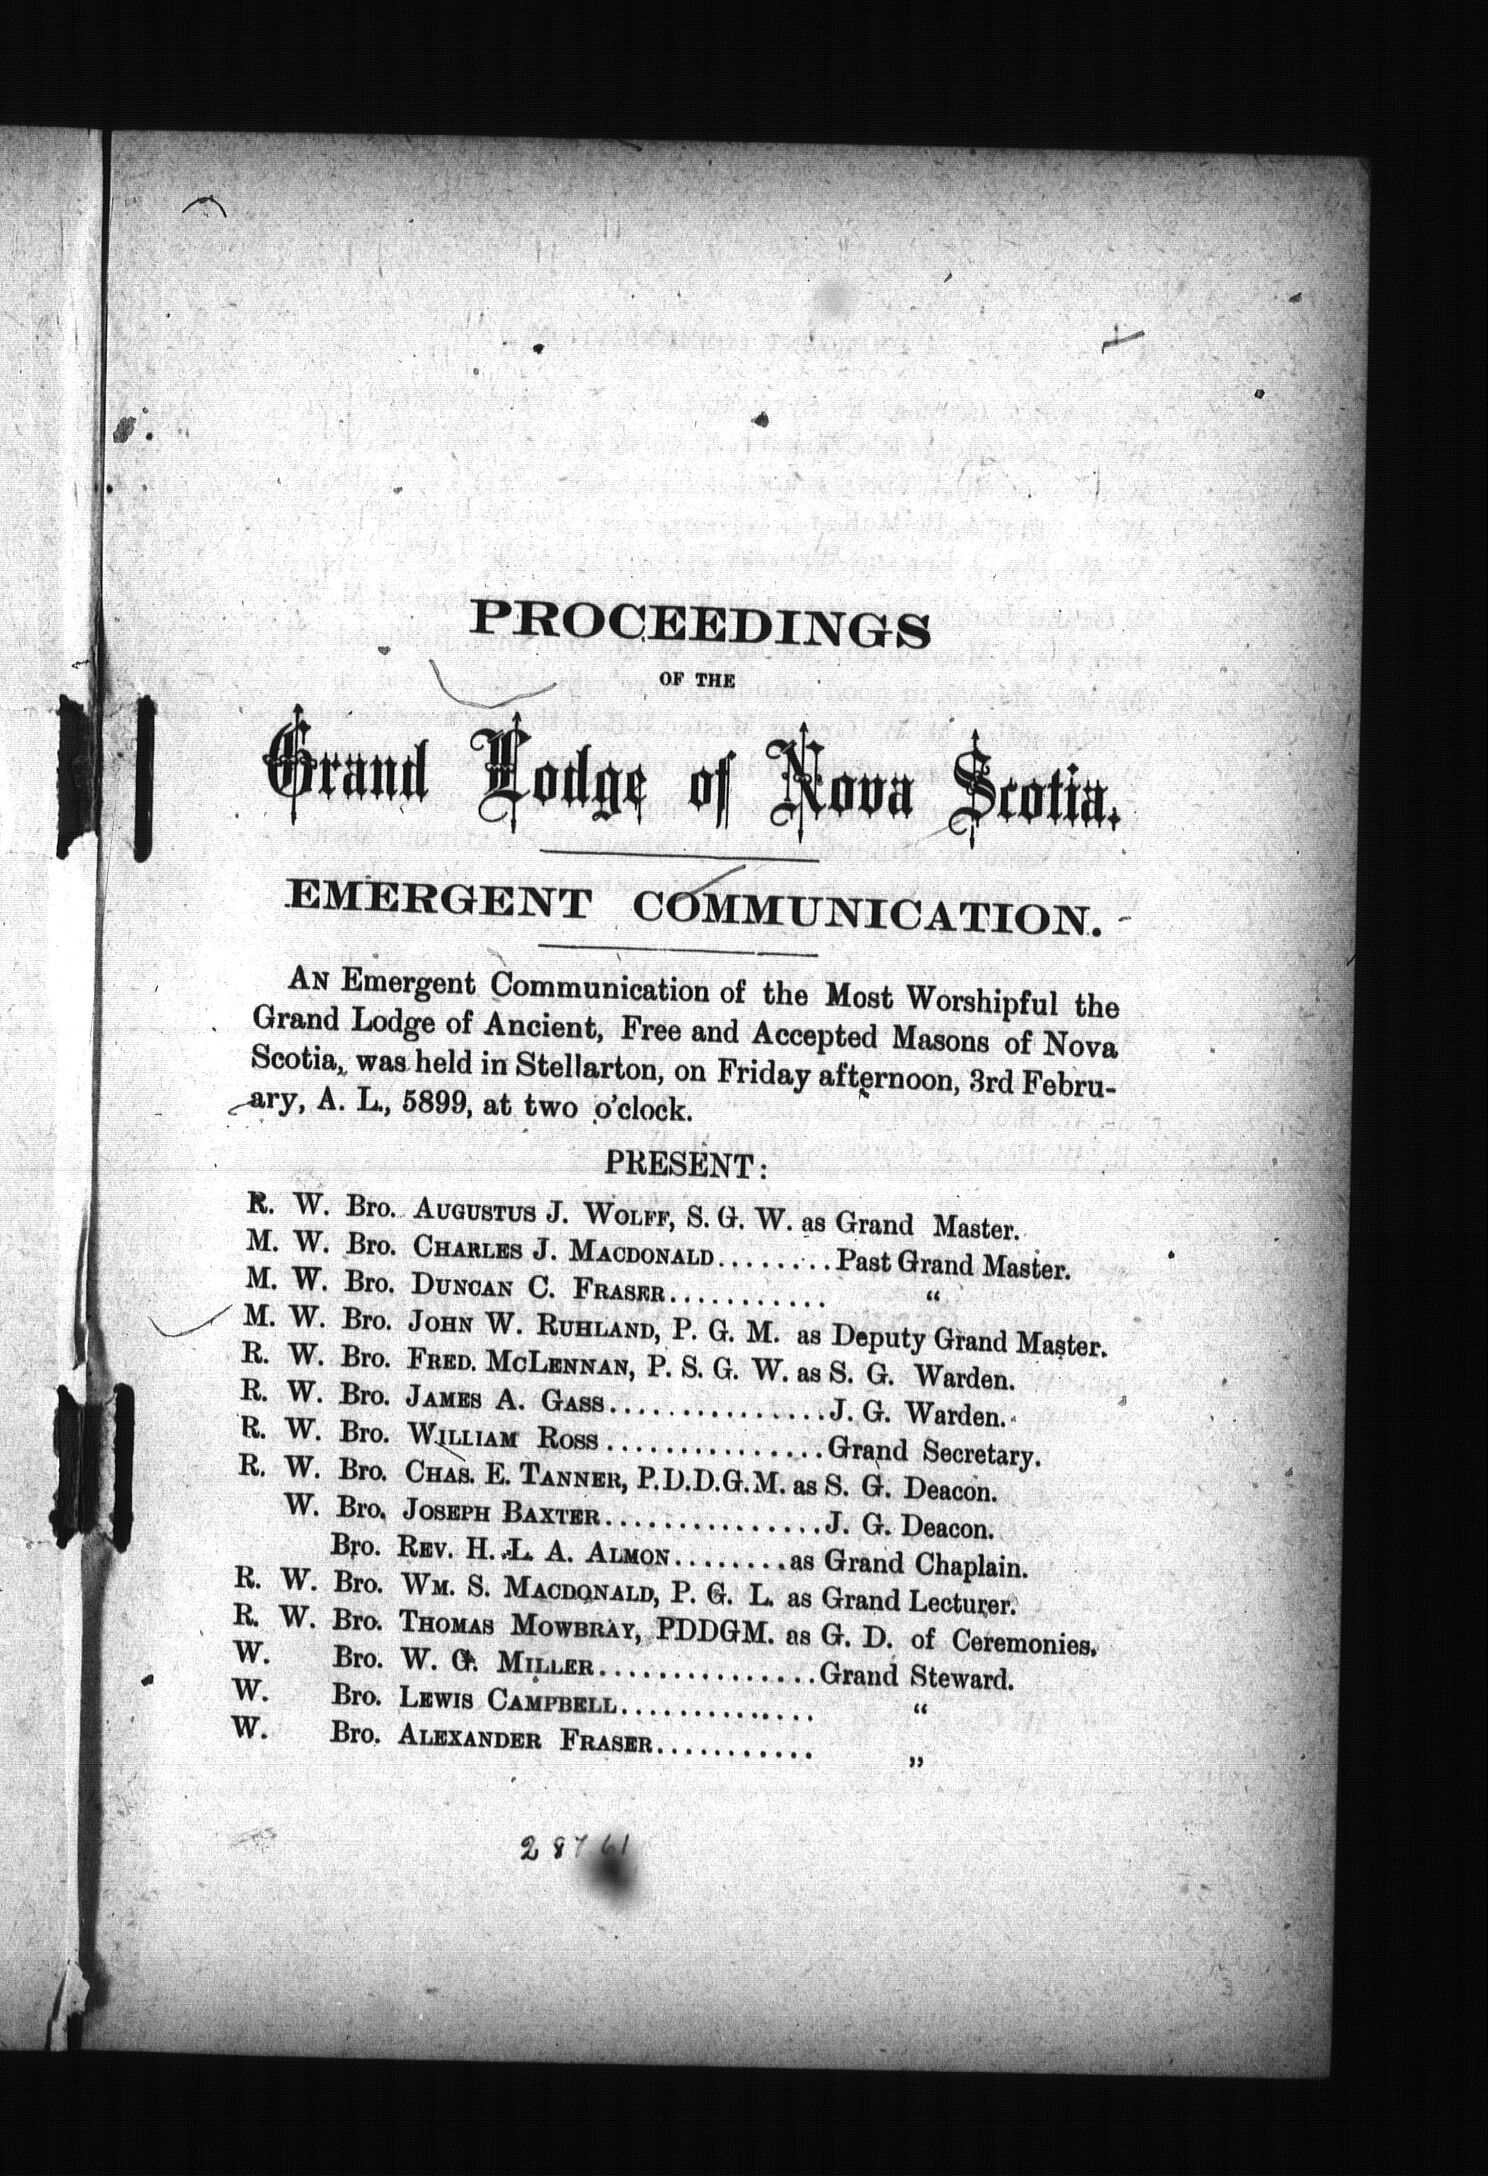 PROCEEDINGS
OF THE
Grand Lodge of Nova Scotia.
EMERGENT COMMUNICATION.
AN Emergent Communication of the Most Worshipful the
Grand Lodge of Ancient, Free and Accepted Masons of Nova
Scotia, was held in Stellarton, on Friday afternoon, 3rd Febru-
ary, A. L., 5899, at two o'clock.
PRESENT:
R. W. Bro. AUGUSTUS J. WOLFF, S. G. W. as Grand Master.
M. W. Bro. CHARLES J. MACDONALD........Past Grand Master.
M. W. Bro. DUNCAN C. FRASER........... “
M. W. Bro. JOHN W. RUHLAND, P. G. M. as Deputy Grand Master.
R. W. Bro. FRED. MCLENNAN, P. S. G. W. as S. G. Warden.
R. W. Bro. JAMES A. GASS...............J. G. Warden.
R. W. Bro. WILLIAM ROSS...............Grand Secretary.
R. W. Bro. CHAS. E. TANNER, P.D.D.G.M. as S. G. Deacon.
W. Bro. JOSEPH BAXTER...............J. G. Deacon.
Bro. REV. H. L. A. ALMON........as Grand Chaplain.
R. W. Bro. WM. S. MACDONALD, P. G. L. as Grand Lecturer.
R. W. Bro. THOMAS MOWBRAY, PDDGM. as G. D. of Ceremonies.
W. Bro. W. G. MILLER...............Grand Steward.
W. Bro. LEWIS CAMPBELL............. “
W. Bro. ALEXANDER FRASER........... „
28761